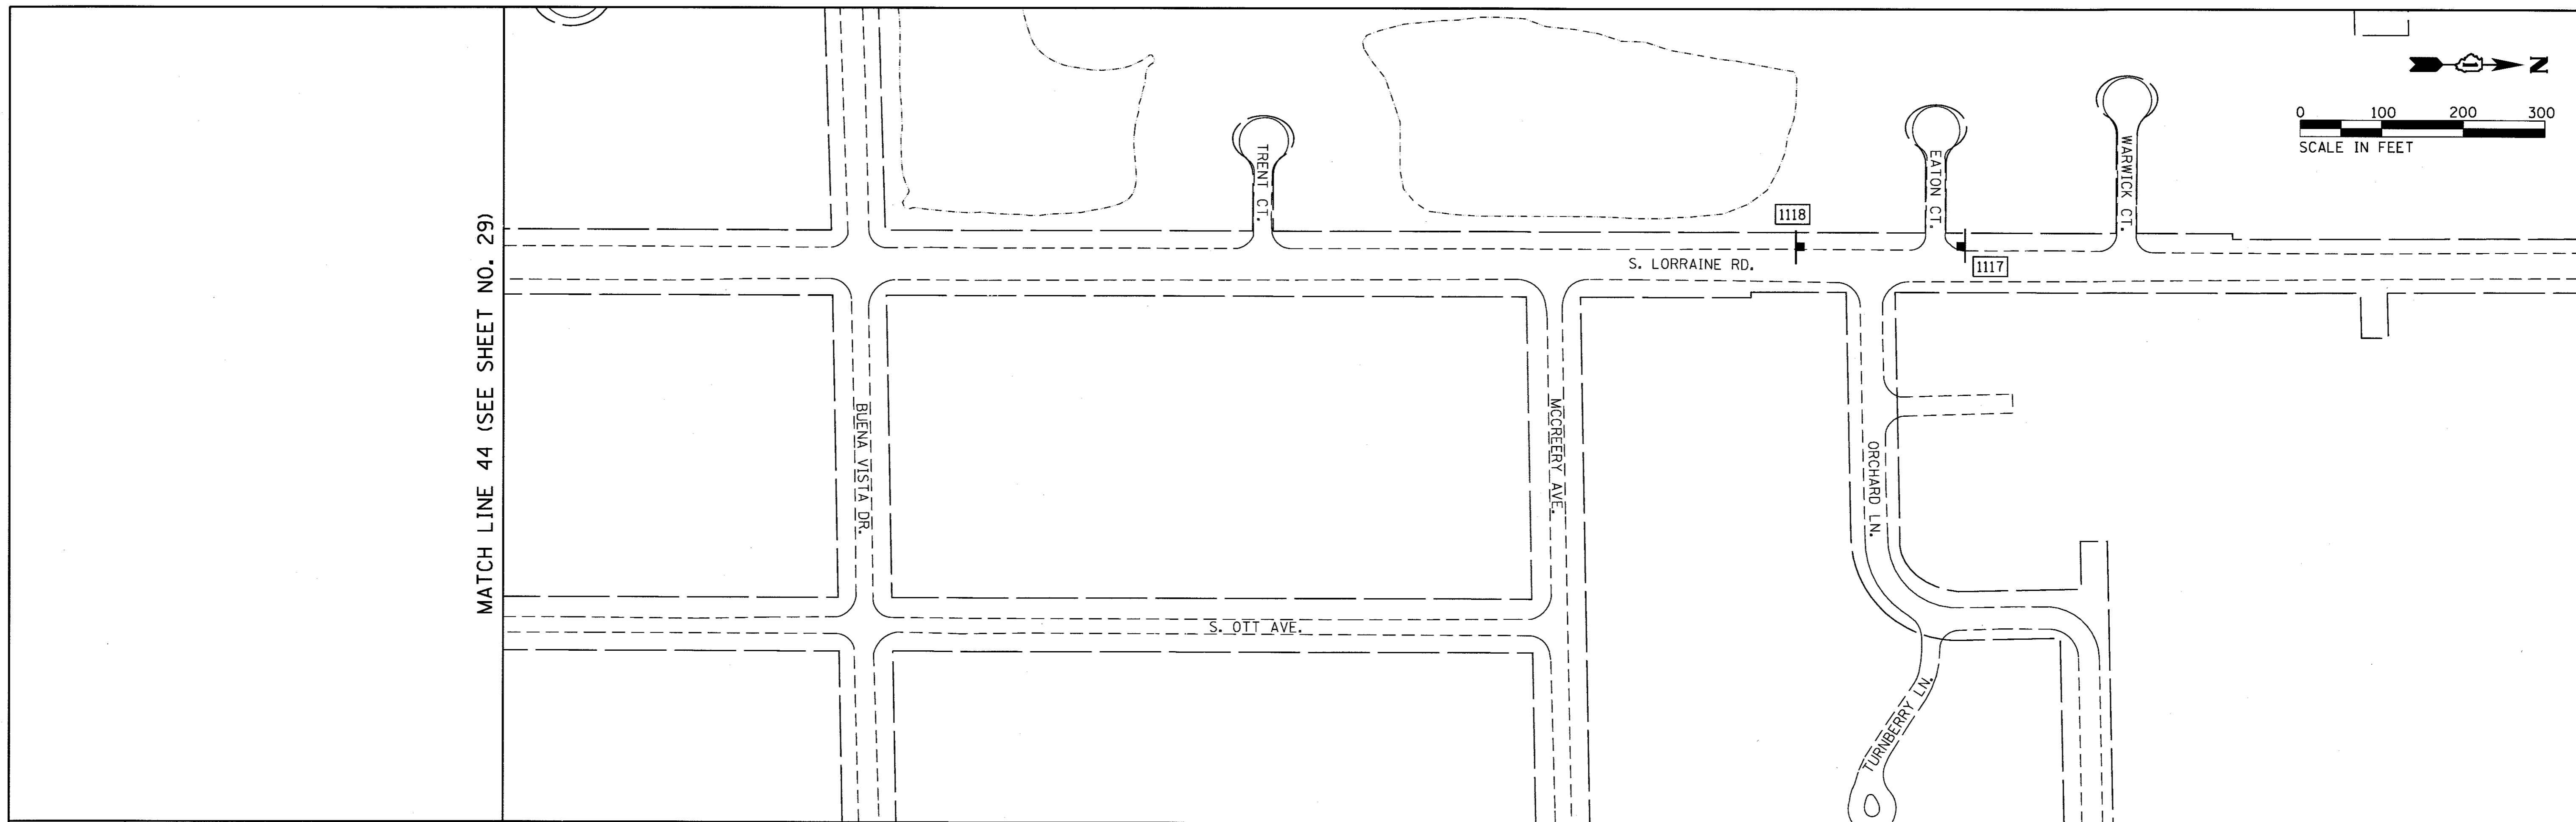 MATCH LINE 44 (SEE SHEET NO. 29)
TRENT CT.
EATON CT.
WARWICK CT.
N
0 100 200 300
SCALE IN FEET
1118
S. LORRAINE RD.
1117
BUENA VISTA DR.
MCCREERY AVE.
ORCHARD LN.
S. OTT AVE.
TURNBERRY LN.